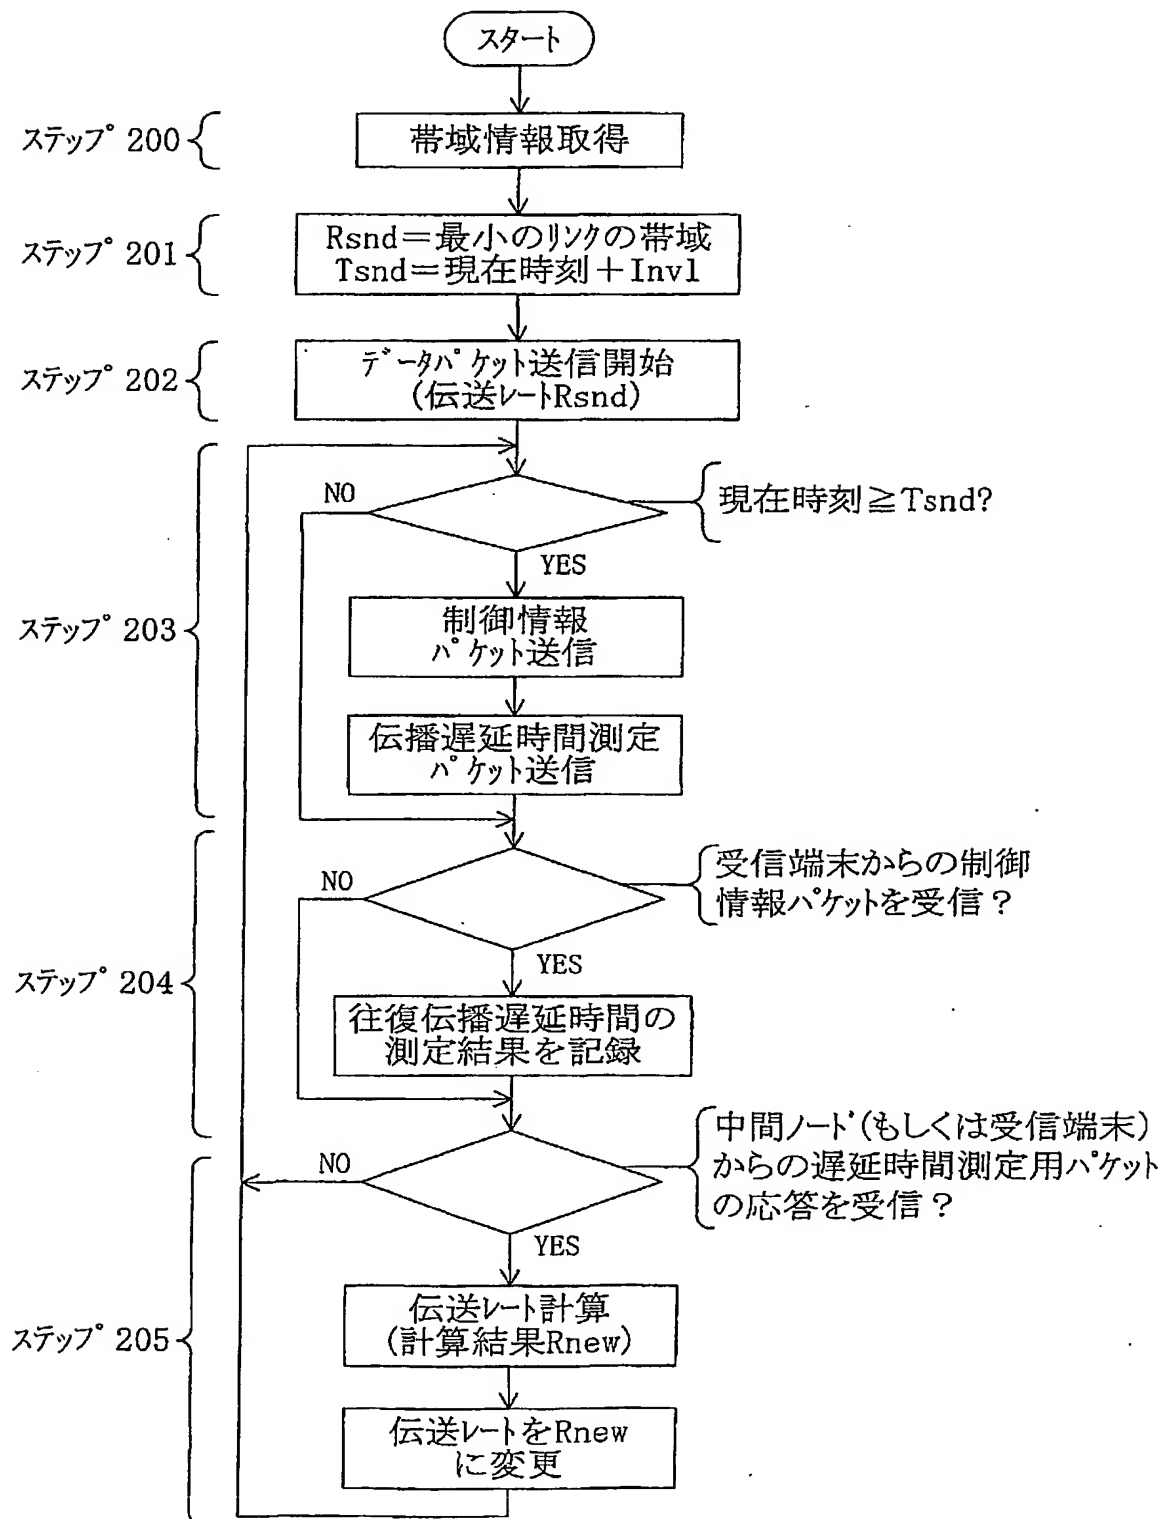 スタート
ステップ 200
帯域情報取得
ステップ 201
Rsnd=最小のリンクの帯域
Tsnd=現在時刻+Invl
ステップ 202
データパケット送信開始
(伝送レートRsnd)
ステップ 203
NO
現在時刻≧Tsnd?
YES
制御情報
パケット送信
伝播遅延時間測定
パケット送信
ステップ 204
NO
受信端末からの制御
情報パケットを受信?
YES
往復伝播遅延時間の
測定結果を記録
ステップ 205
NO
中間ノード(もしくは受信端末)
からの遅延時間測定用パケット
の応答を受信?
YES
伝送レート計算
(計算結果Rnew)
伝送レートをRnew
に変更